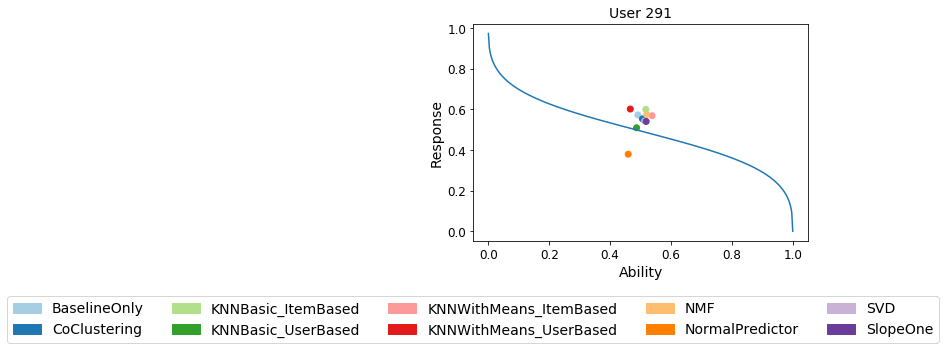 User 291
1.0
0.8
0.6
0.4
0.2
0.0
Response
0.0 0.2 0.4 0.6 0.8 1.0
Ability
BaselineOnly KNNBasic_ItemBased KNNWithMeans_ItemBased NMF SVD
CoClustering KNNBasic_UserBased KNNWithMeans_UserBased NormalPredictor SlopeOne